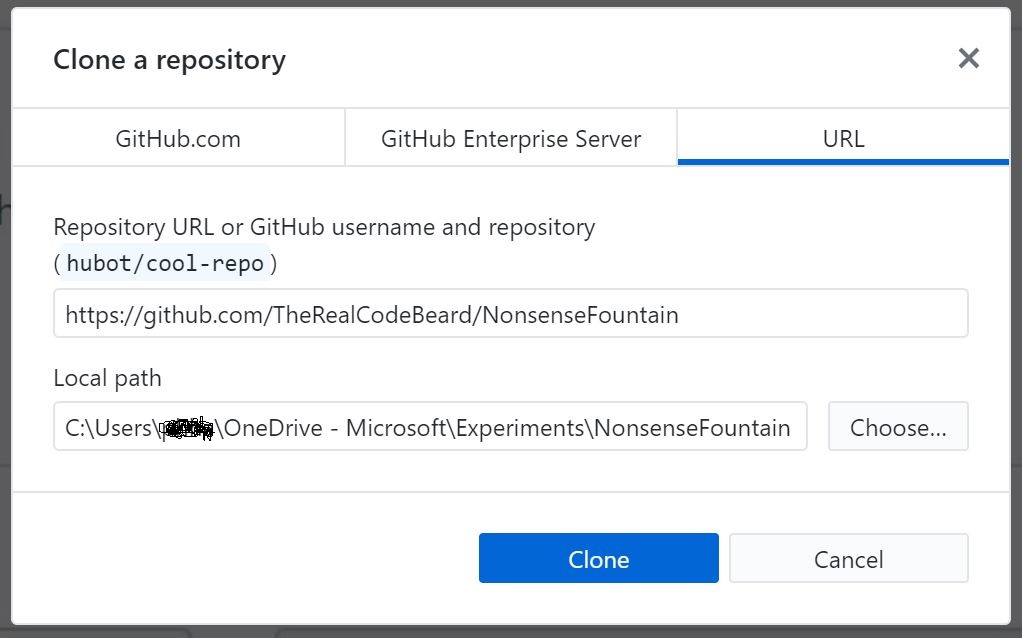 Clone a repository
GitHub.com
GitHub Enterprise Server
URL
Repository URL or GitHub username and repository
(hubot/cool-repo)
https://github.com/TheRealCodeBeard/NonsenseFountain
Local path
C:\Users\ \OneDrive - Microsoft\Experiments\NonsenseFountain
Choose...
Clone
Cancel